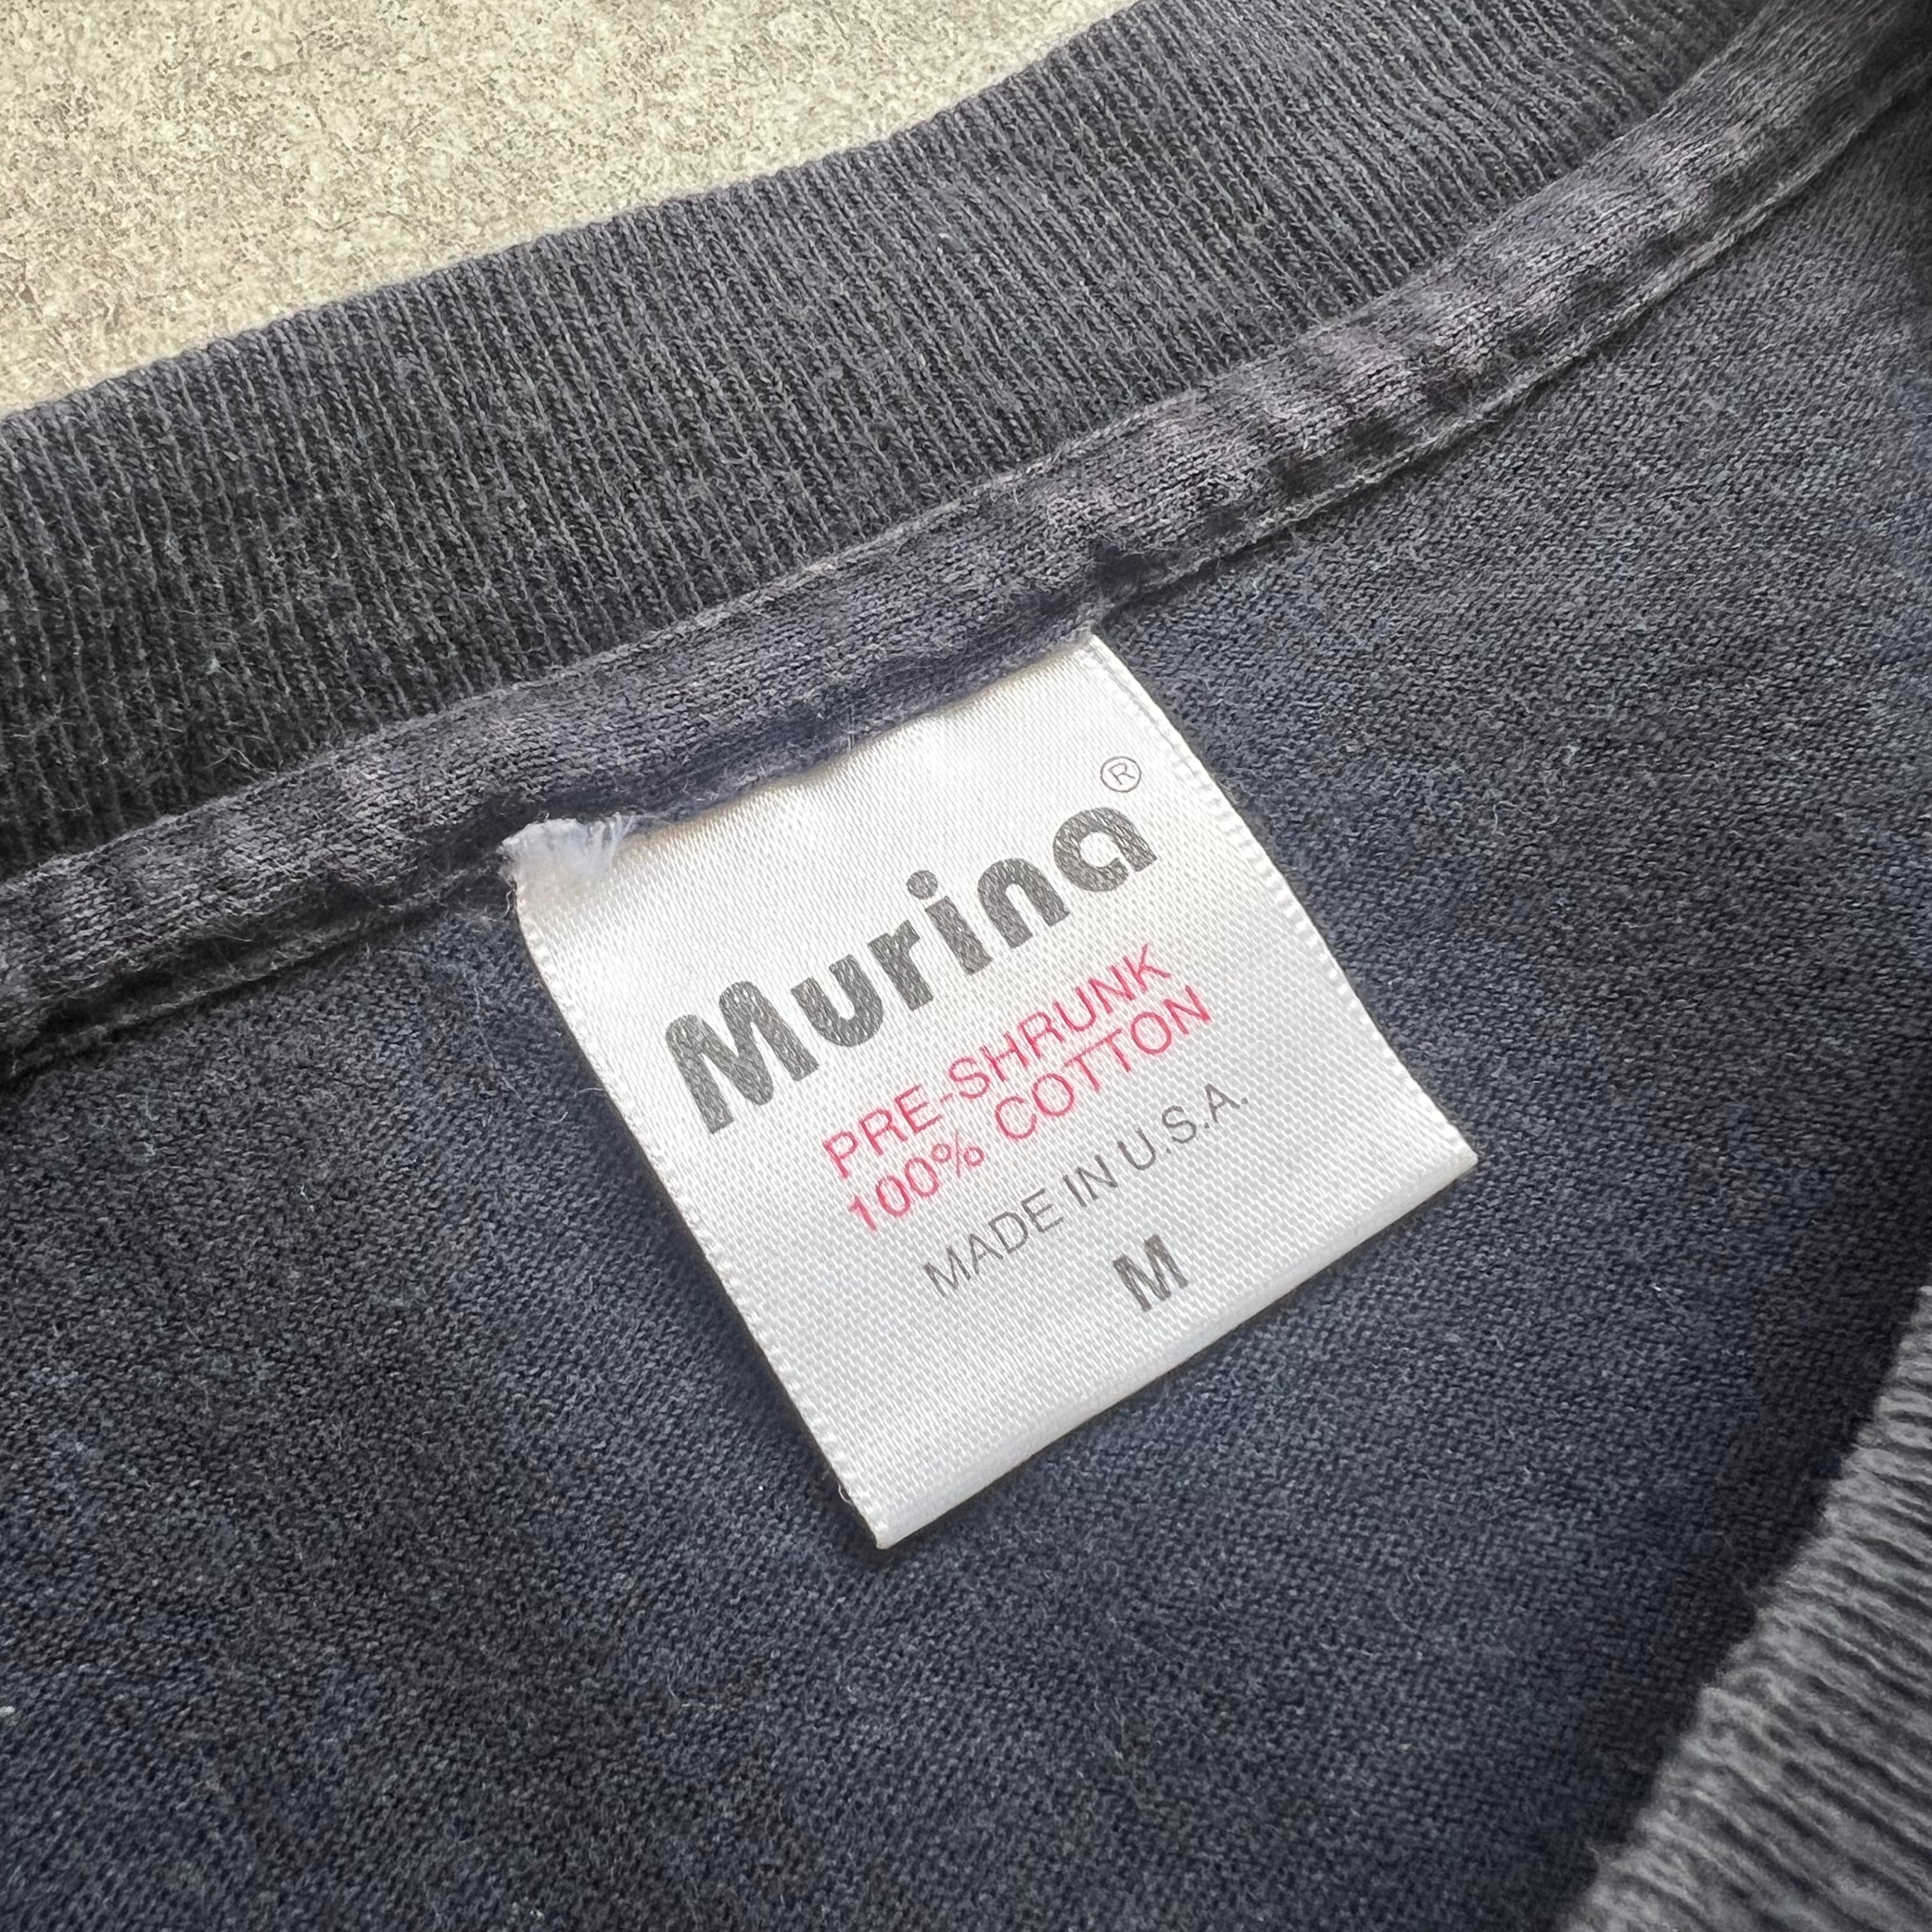 Murina®
PRE-SHRUNK
100% COTTON
MADE IN U.S.A.
M